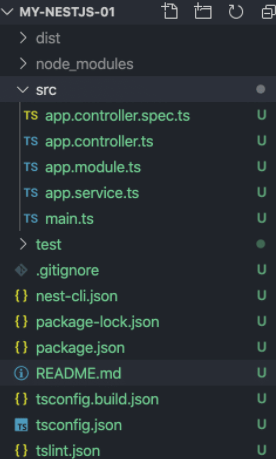 MY-NESTJS-01
dist
node_modules
src
TS app.controller.spec.ts U
TS app.controller.ts U
TS app.module.ts U
TS app.service.ts U
TS main.ts U
test
.gitignore U
{} nest-cli.json U
{} package-lock.json U
{} package.json U
README.md U
{} tsconfig.build.json U
TS tsconfig.json U
{} tslint.json U